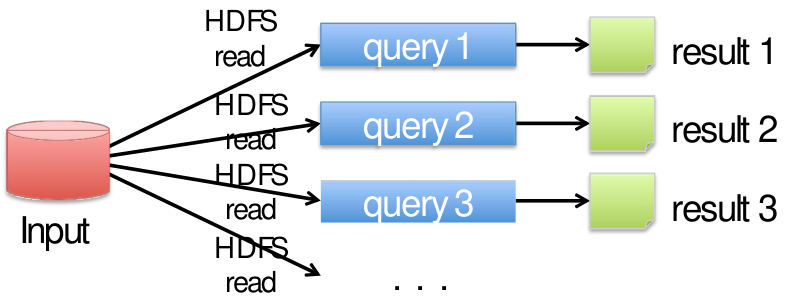 HDFS
read
query 1
result 1
HDFS
read
query 2
result 2
HDFS
read
query 3
result 3
Input
HDFS
read
. . .